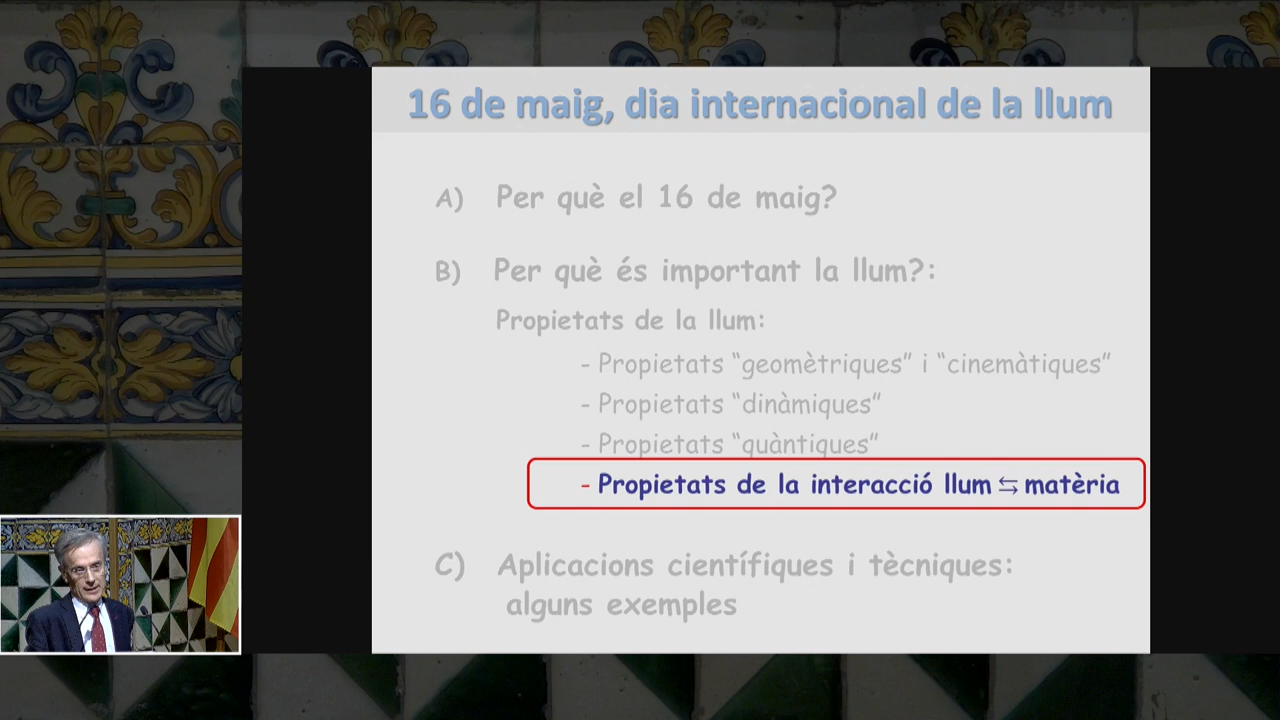 16 de maig, dia internacional de la llum
A) Per què el 16 de maig?
B) Per què és important la llum?:
Propietats de la llum:
- Propietats “geomètriques” i “cinemàtiques”
- Propietats “dinàmiques”
- Propietats “quàntiques”
- Propietats de la interacció llum ⇆ matèria
C) Aplicacions científiques i tècniques:
alguns exemples